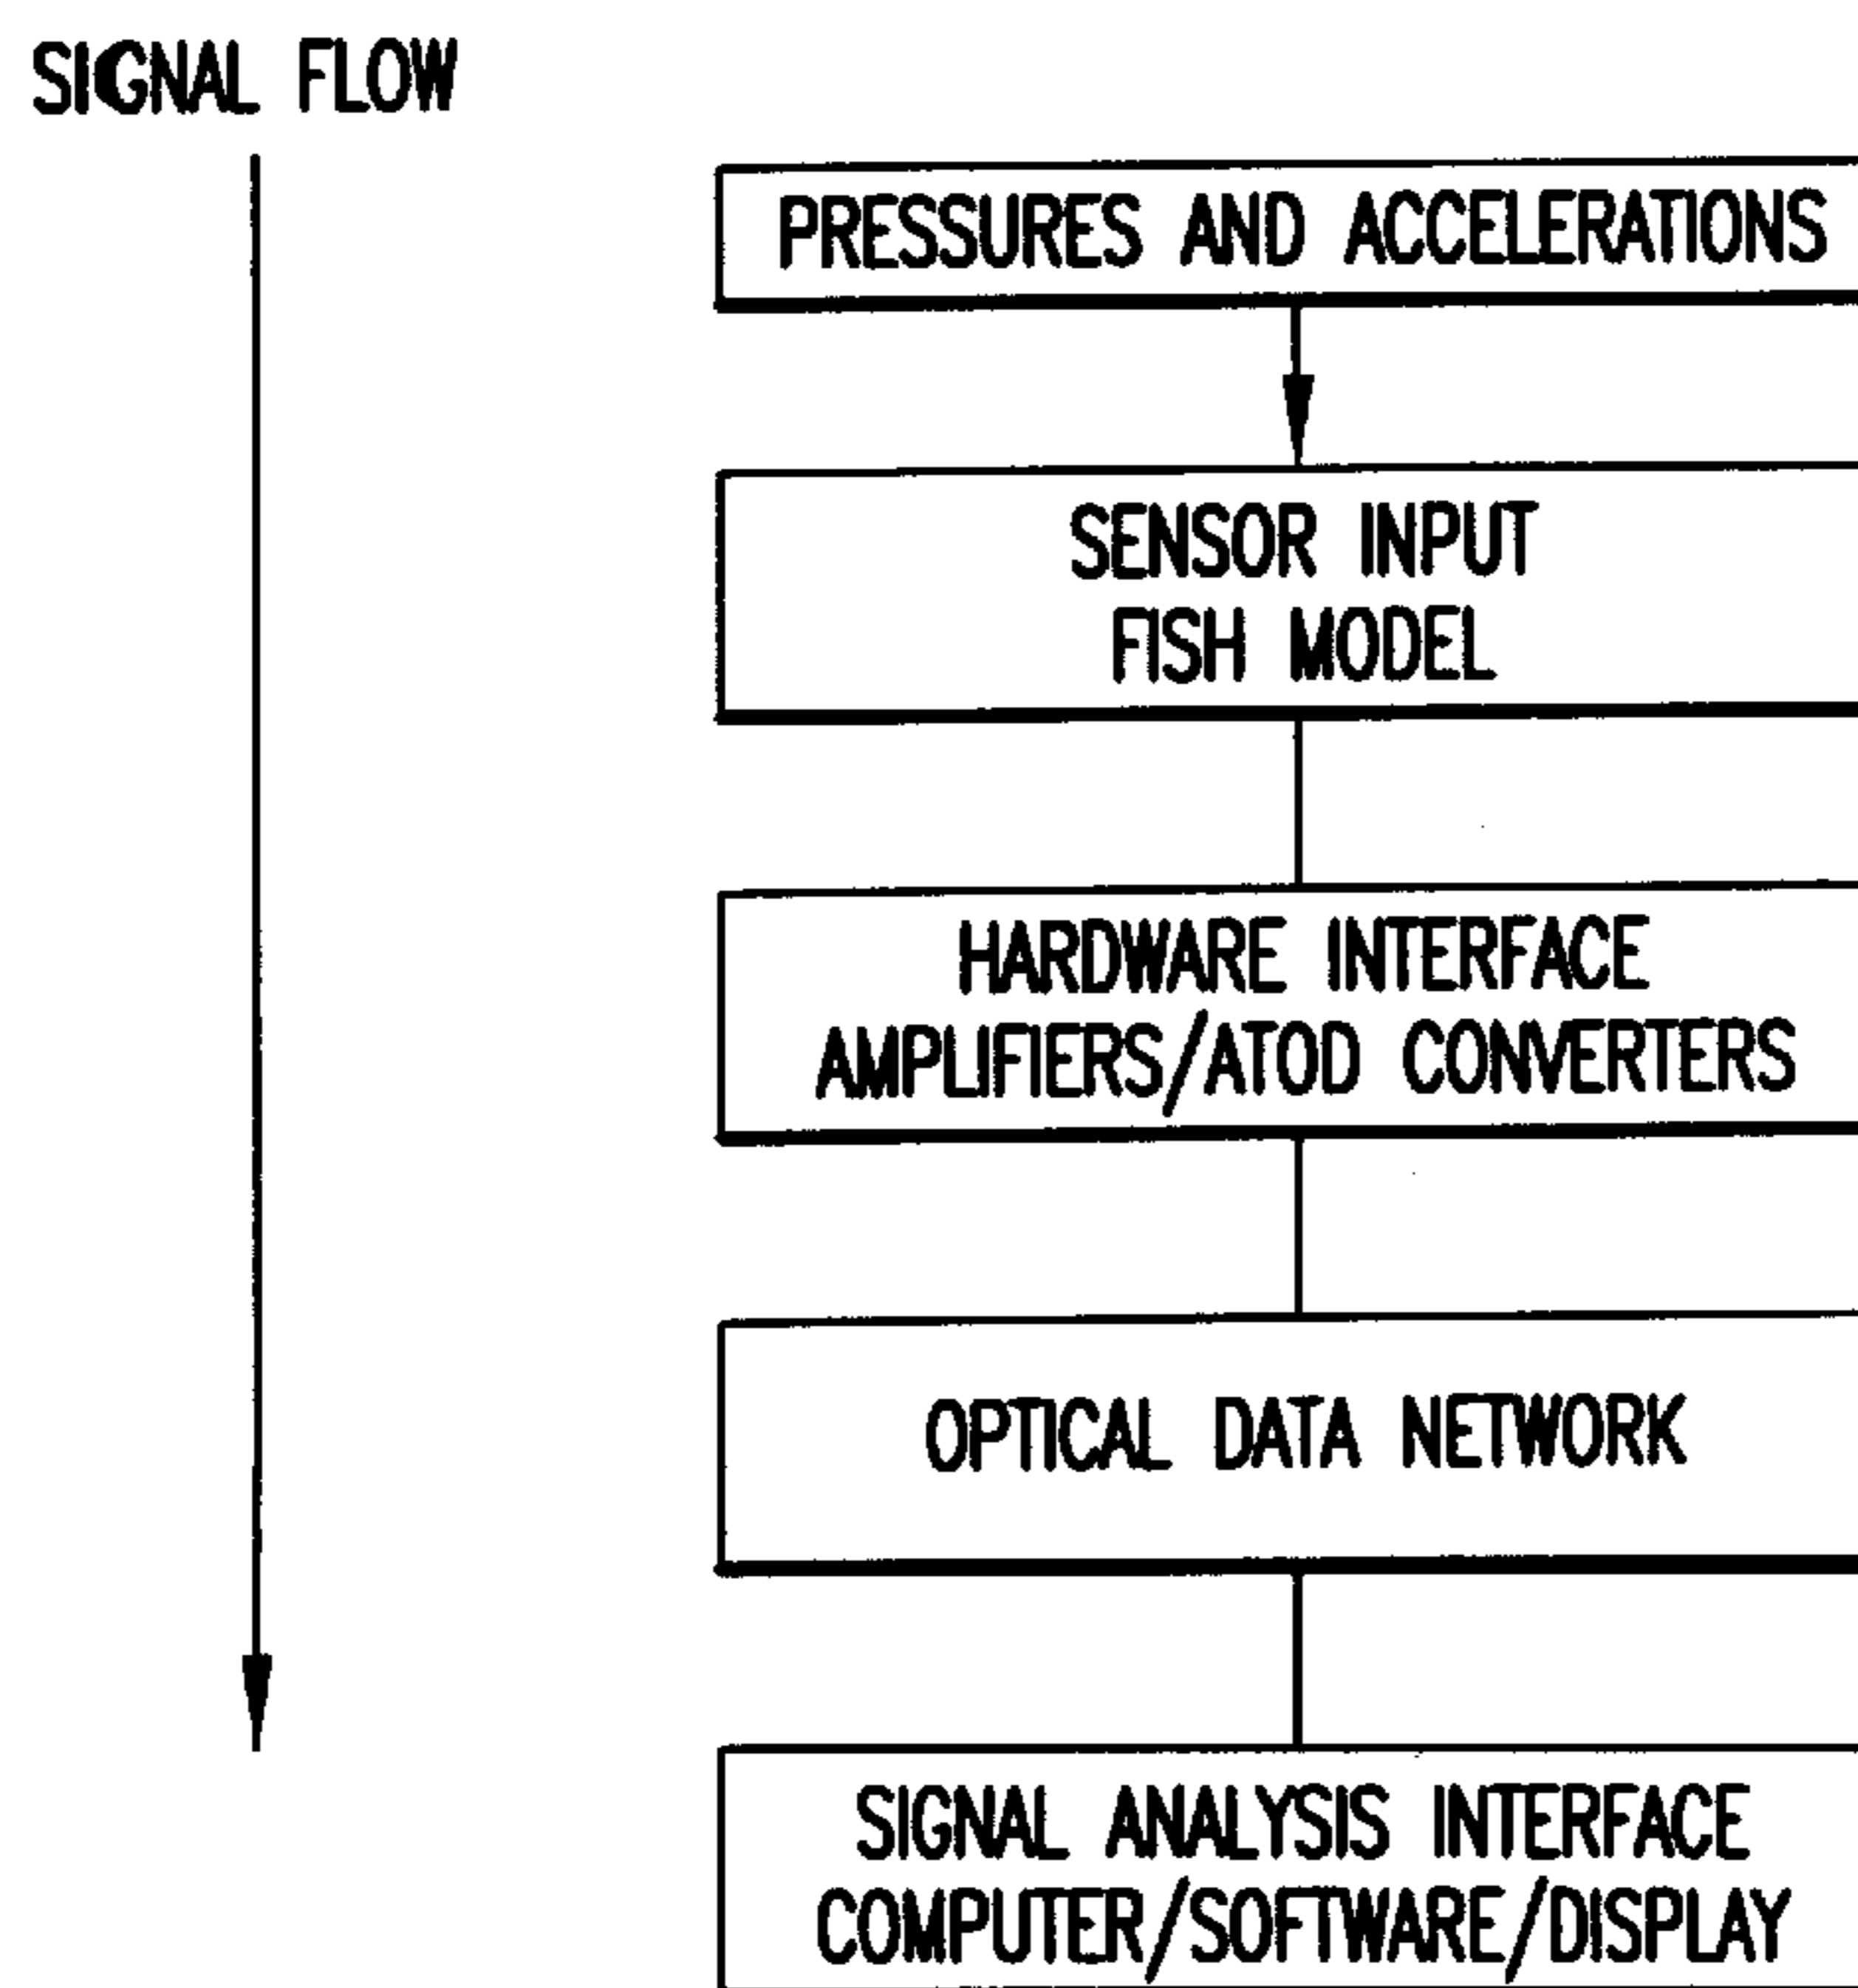 SIGNAL FLOW
PRESSURES AND ACCELERATIONS
SENSOR INPUT
FISH MODEL
HARDWARE INTERFACE
AMPLIFIERS/ATOD CONVERTERS
OPTICAL DATA NETWORK
SIGNAL ANALYSIS INTERFACE
COMPUTER/SOFTWARE/DISPLAY